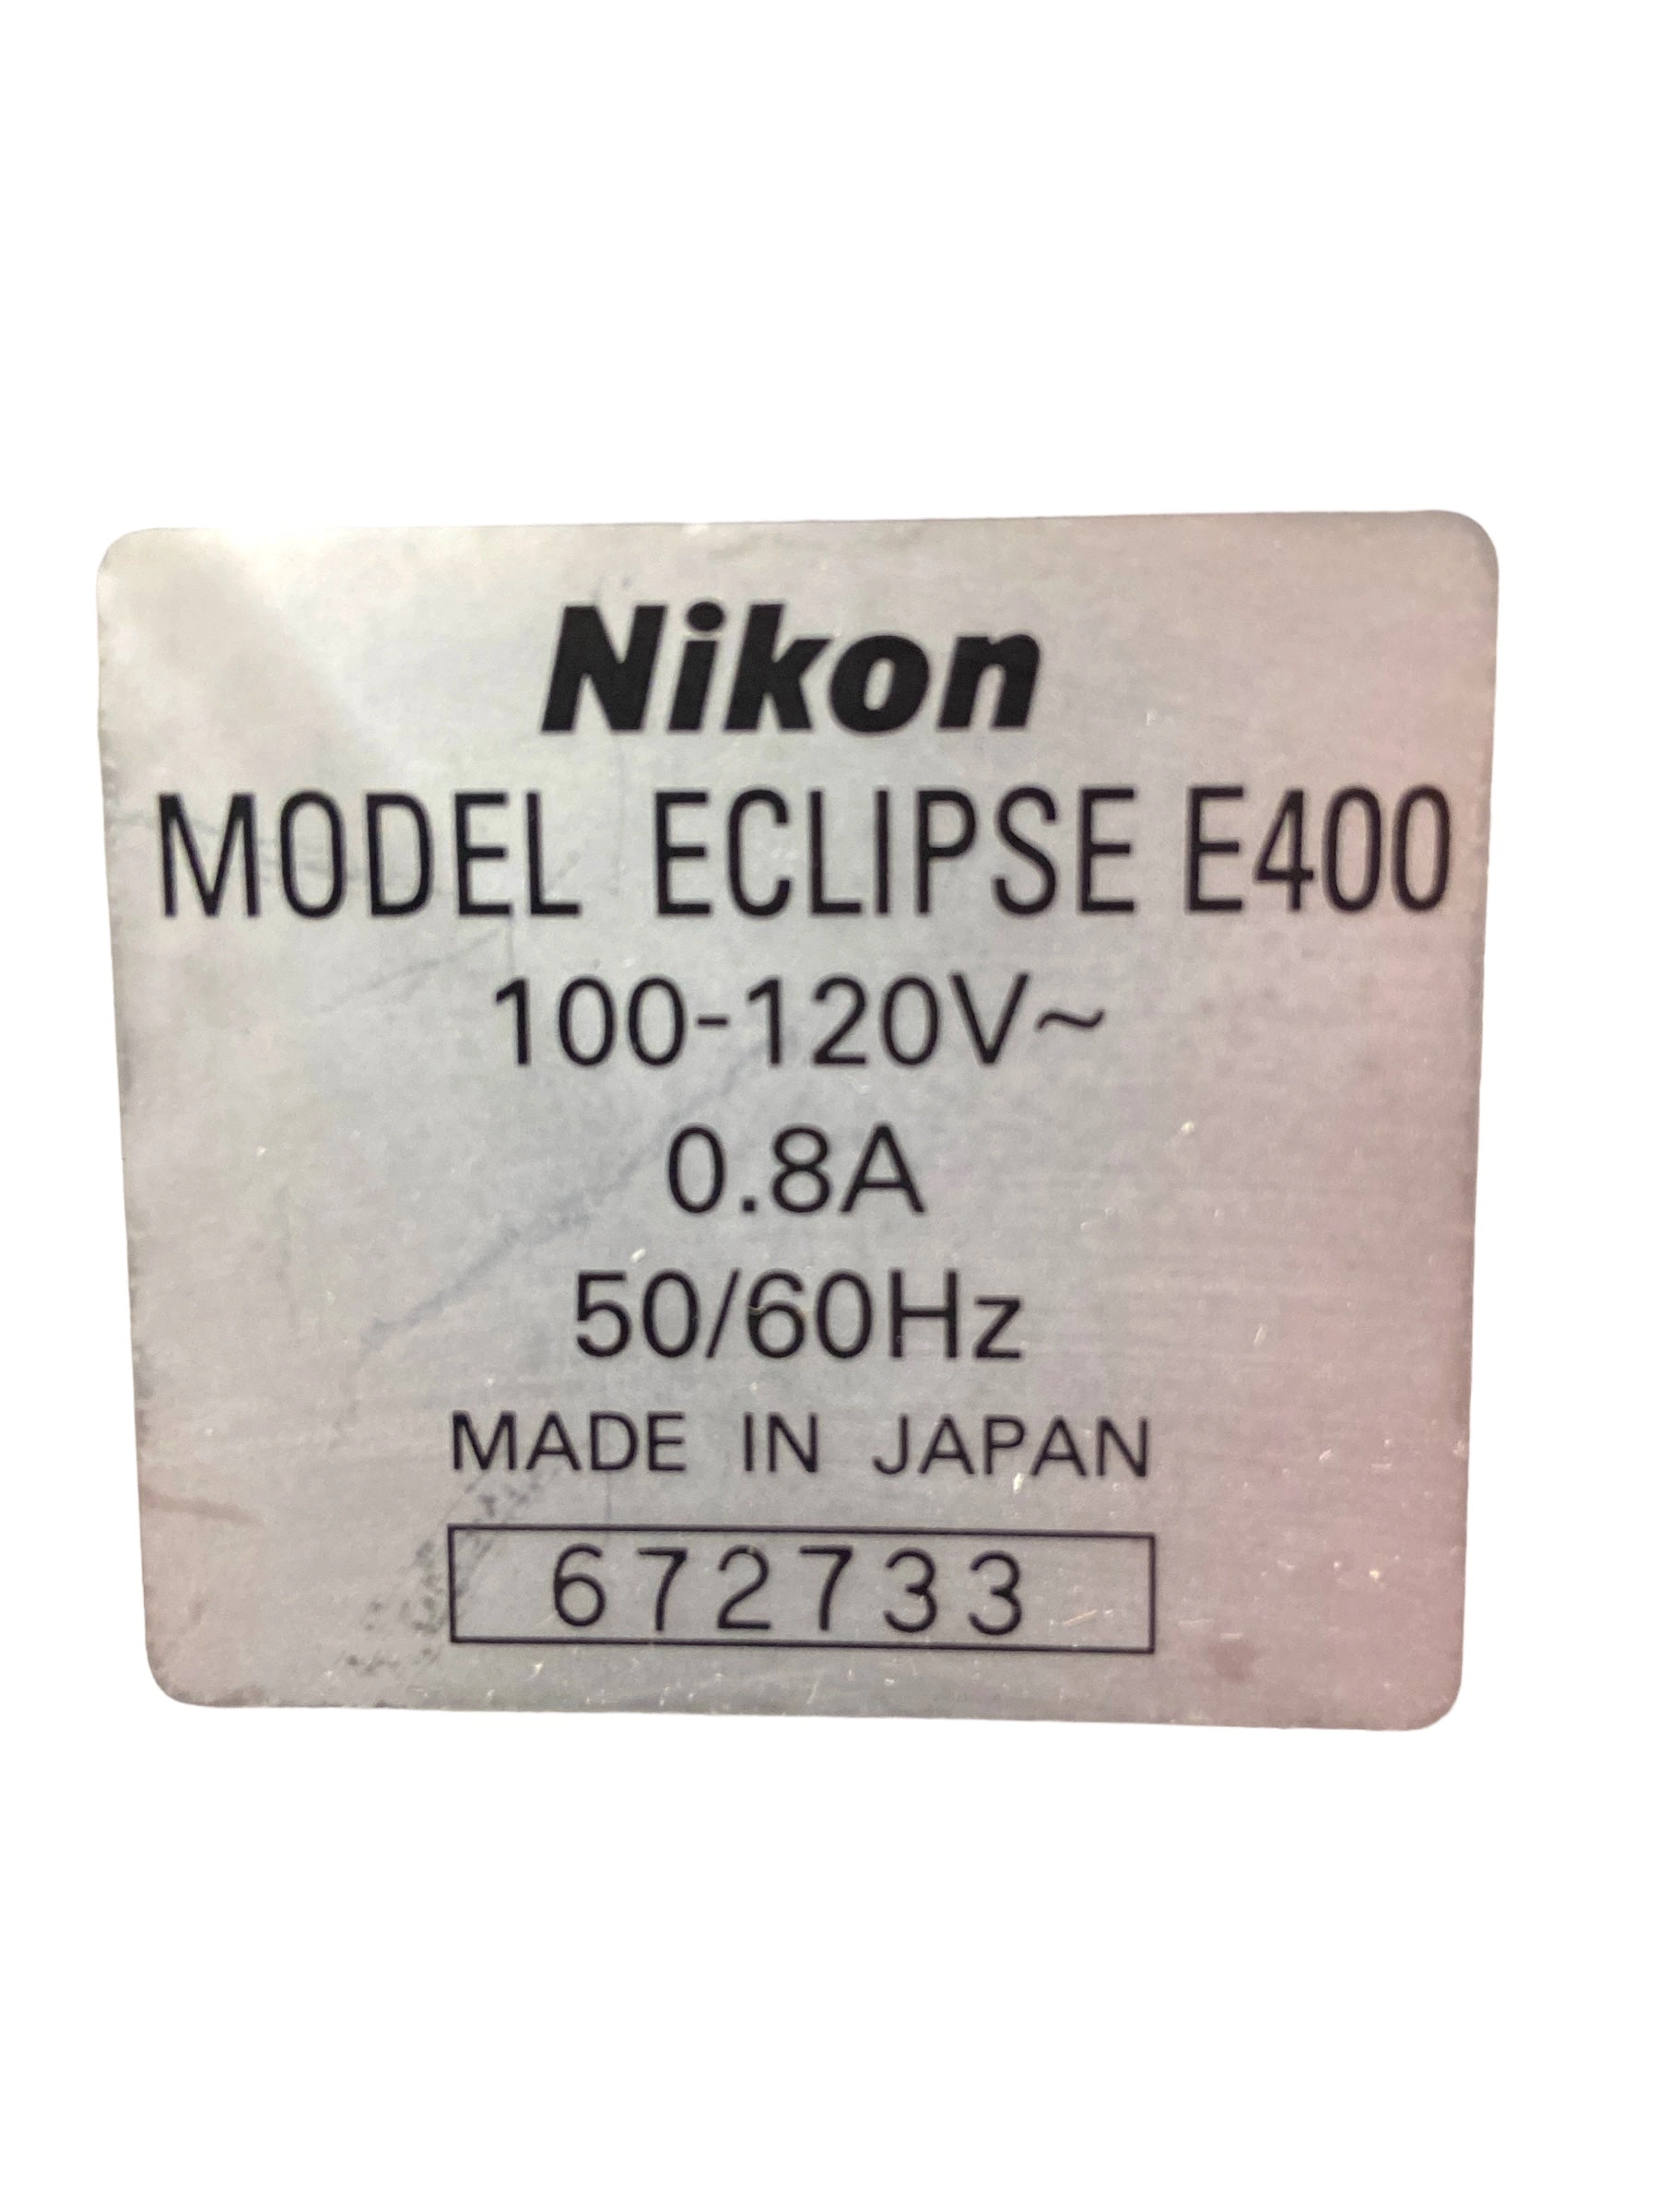 Nikon
MODEL ECLIPSE E400
100-120V~
0.8A
50/60Hz
MADE IN JAPAN
672733